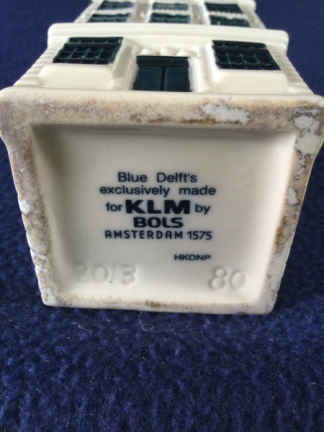 Blue Delft's
exclusively made
for KLM by
BOLS
AMSTERDAM 1575
HKDNP
2013 80